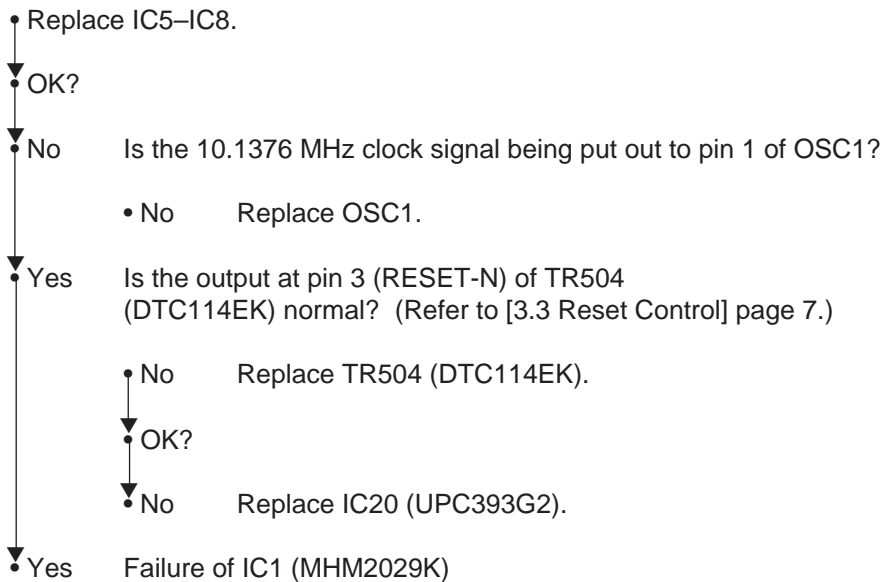 • Replace IC5–IC8.
• OK?
• No Is the 10.1376 MHz clock signal being put out to pin 1 of OSC1?
• No Replace OSC1.
• Yes Is the output at pin 3 (RESET-N) of TR504
(DTC114EK) normal? (Refer to [3.3 Reset Control] page 7.)
• No Replace TR504 (DTC114EK).
• OK?
• No Replace IC20 (UPC393G2).
• Yes Failure of IC1 (MHM2029K)